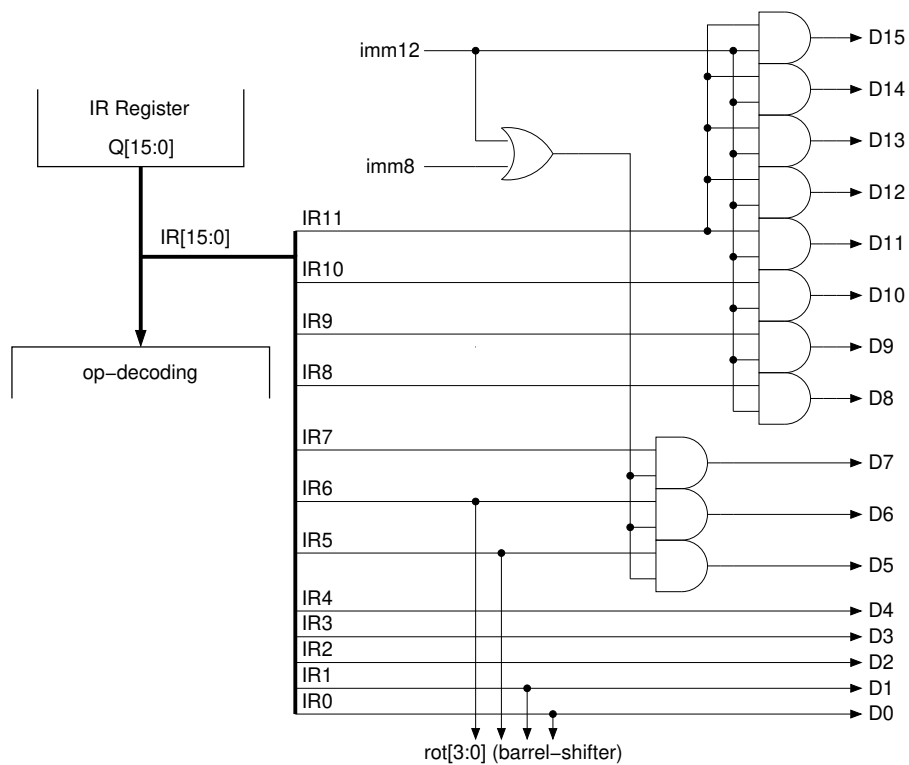 imm12
D15
D14
IR Register
Q[15:0]
D13
imm8
D12
IR11
IR[15:0]
D11
IR10
D10
IR9
D9
op−decoding
IR8
D8
IR7
D7
IR6
D6
IR5
D5
IR4
D4
IR3
D3
IR2
D2
IR1
D1
IR0
D0
rot[3:0] (barrel−shifter)